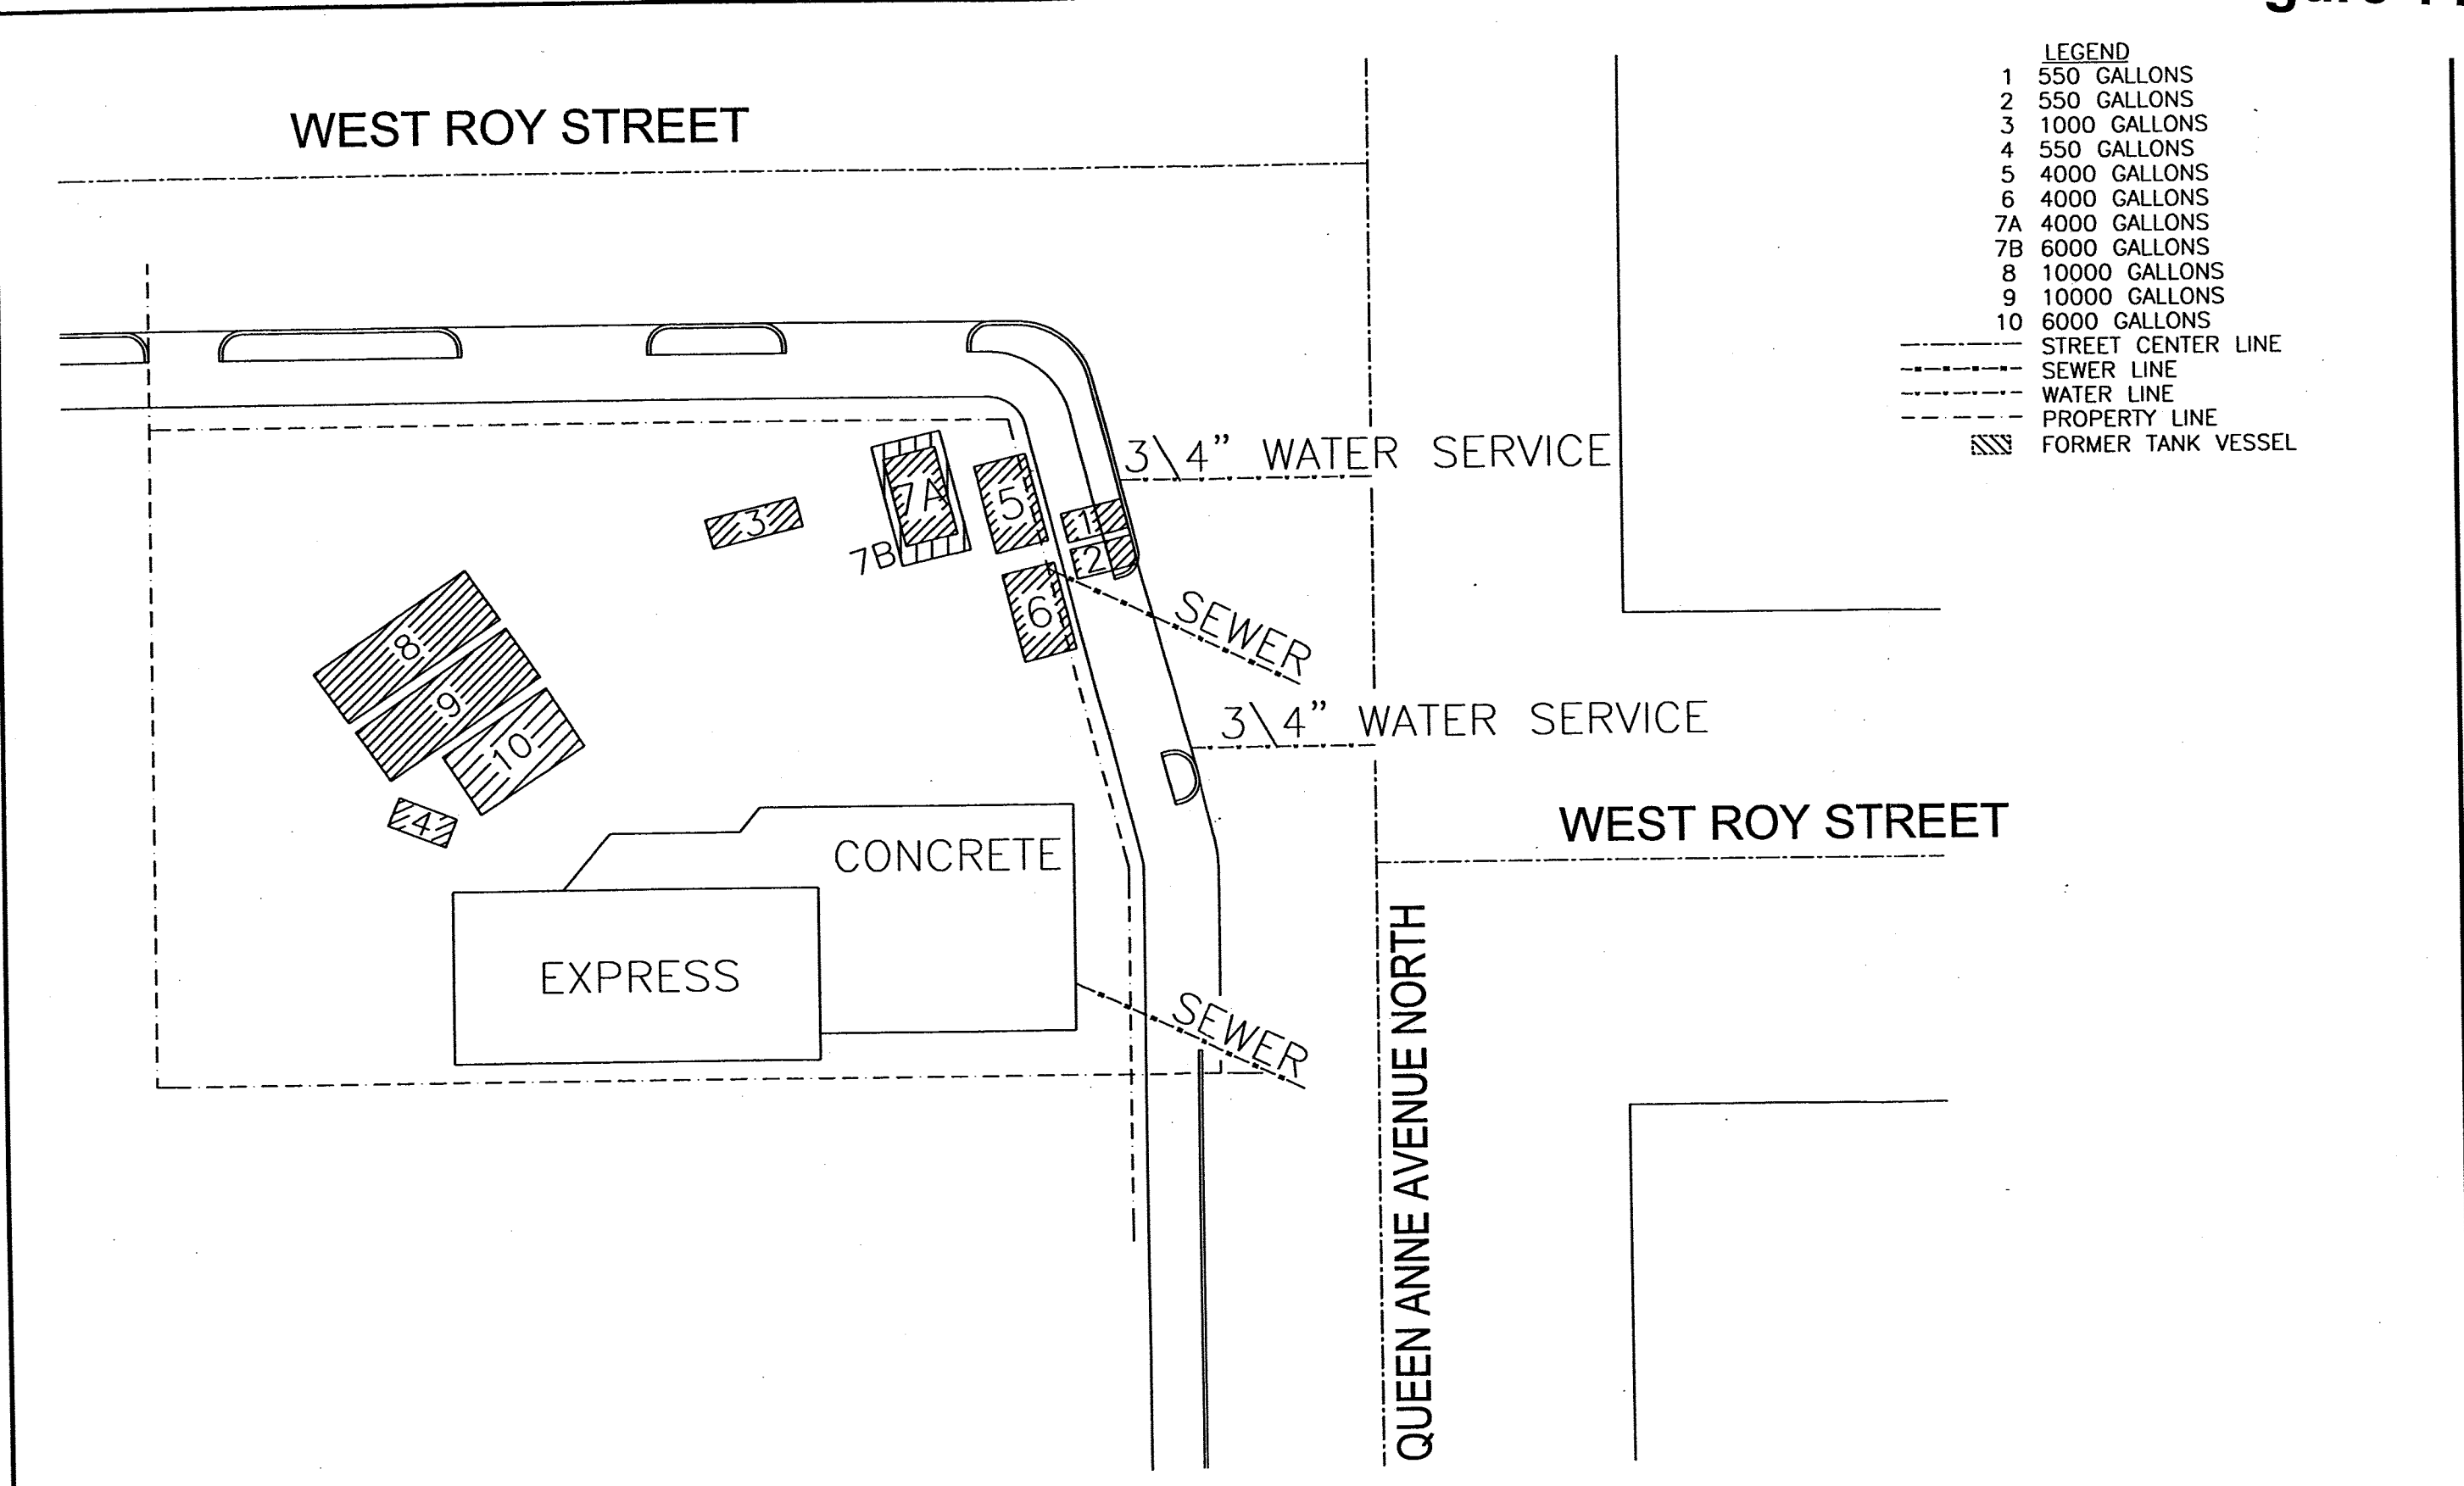 WEST ROY STREET
LEGEND
1 550 GALLONS
2 550 GALLONS
3 1000 GALLONS
4 550 GALLONS
5 4000 GALLONS
6 4000 GALLONS
7A 4000 GALLONS
7B 6000 GALLONS
8 10000 GALLONS
9 10000 GALLONS
10 6000 GALLONS
STREET CENTER LINE
SEWER LINE
WATER LINE
PROPERTY LINE
FORMER TANK VESSEL
3\4" WATER SERVICE
7A
5
3
1
7B
2
6
SEWER
8
9
10
3\4" WATER SERVICE
4
WEST ROY STREET
CONCRETE
EXPRESS
SEWER
QUEEN ANNE AVENUE NORTH